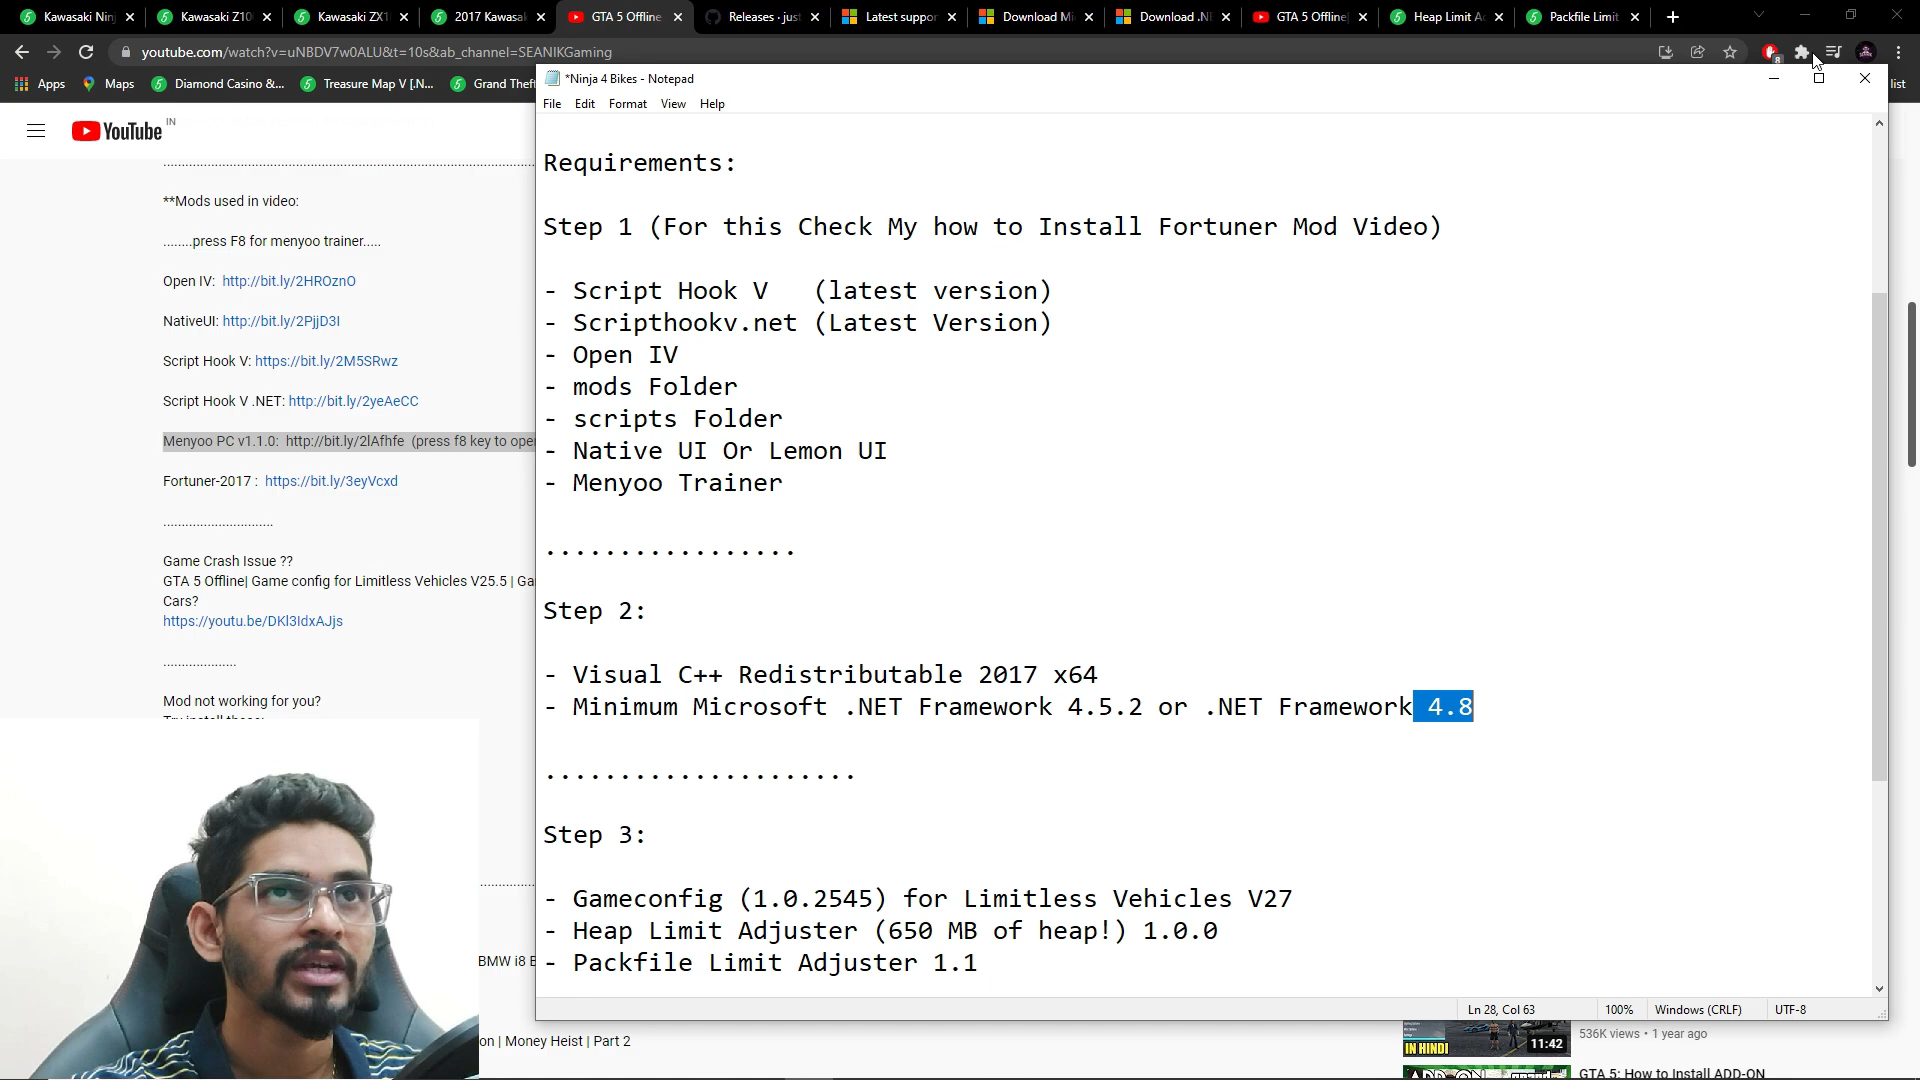 Kawasaki Ninj
Kawasaki Z10
Kawasaki ZX1
2017 Kawasak
GTA 5 Offline
Releases · just
Latest suppor
Download Mi
Download .NE
GTA 5 Offline|
Heap Limit A
Packfile Limit
youtube.com/watch?v=uNBDV7w0ALU&t=10s&ab_channel=SEANIKGaming
8
Apps
Maps
Diamond Casino &...
Treasure Map V [.N...
Grand Theft
list
YouTube IN
**Mods used in video:
........press F8 for menyoo trainer.....
Open IV: http://bit.ly/2HROznO
NativeUI: http://bit.ly/2PjjD3I
Script Hook V: https://bit.ly/2M5SRwz
Script Hook V .NET: http://bit.ly/2yeAeCC
Menyoo PC v1.1.0: http://bit.ly/2lAfhfe (press f8 key to open
Fortuner-2017 : https://bit.ly/3eyVcxd
Game Crash Issue ??
GTA 5 Offline| Game config for Limitless Vehicles V25.5 | Ga
Cars?
https://youtu.be/DKl3IdxAJjs
Mod not working for you?
BMW i8 E
on | Money Heist | Part 2
*Ninja 4 Bikes - Notepad
File Edit Format View Help
Requirements:
Step 1 (For this Check My how to Install Fortuner Mod Video)
- Script Hook V (latest version)
- Scripthookv.net (Latest Version)
- Open IV
- mods Folder
- scripts Folder
- Native UI Or Lemon UI
- Menyoo Trainer
.................
Step 2:
- Visual C++ Redistributable 2017 x64
- Minimum Microsoft .NET Framework 4.5.2 or .NET Framework 4.8
.....................
Step 3:
- Gameconfig (1.0.2545) for Limitless Vehicles V27
- Heap Limit Adjuster (650 MB of heap!) 1.0.0
- Packfile Limit Adjuster 1.1
Ln 28, Col 63
100%
Windows (CRLF)
UTF-8
IN HINDI
11:42
536K views • 1 year ago
GTA 5: How to Install ADD-ON